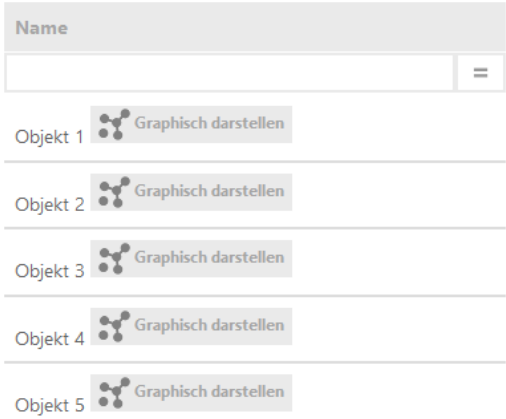 Name
=
Objekt 1 Graphisch darstellen
Objekt 2 Graphisch darstellen
Objekt 3 Graphisch darstellen
Objekt 4 Graphisch darstellen
Objekt 5 Graphisch darstellen